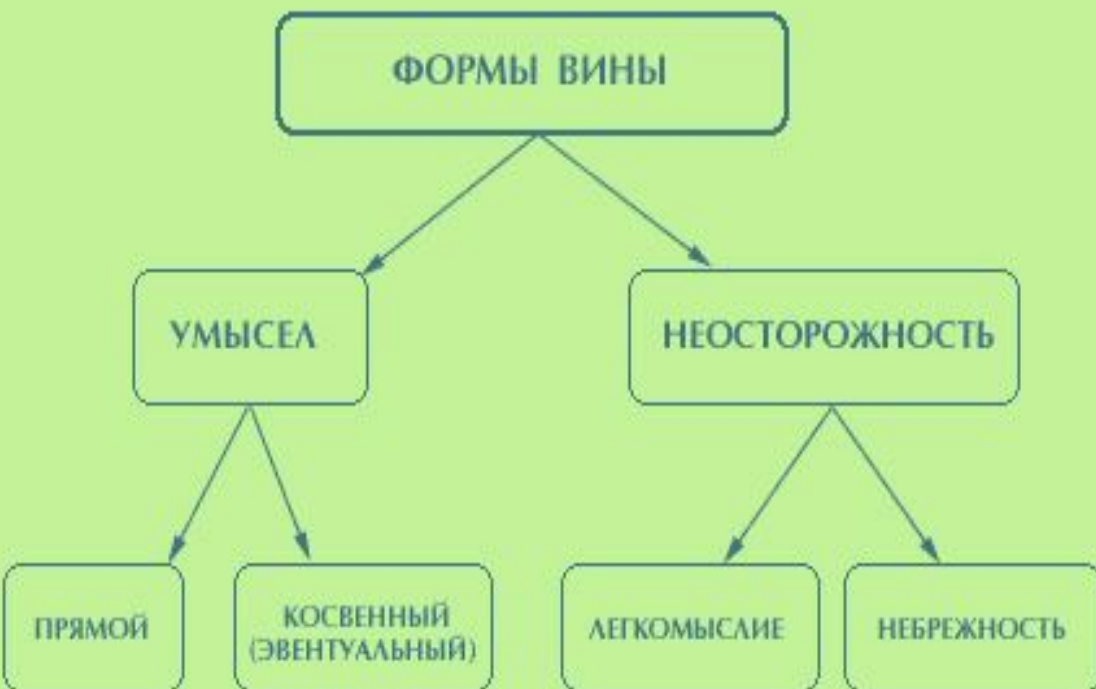 ФОРМЫ ВИНЫ
УМЫСЕЛ
НЕОСТОРОЖНОСТЬ
ПРЯМОЙ
КОСВЕННЫЙ
(ЭВЕНТУАЛЬНЫЙ)
ЛЕГКОМЫСЛИЕ
НЕБРЕЖНОСТЬ